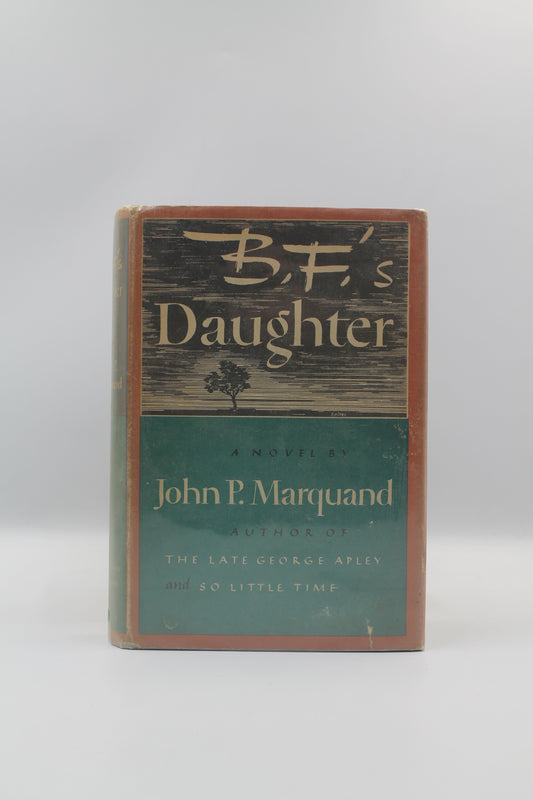 B.F.'s
Daughter
A NOVEL BY
John P. Marquand
AUTHOR OF
THE LATE GEORGE APLEY
and SO LITTLE TIME